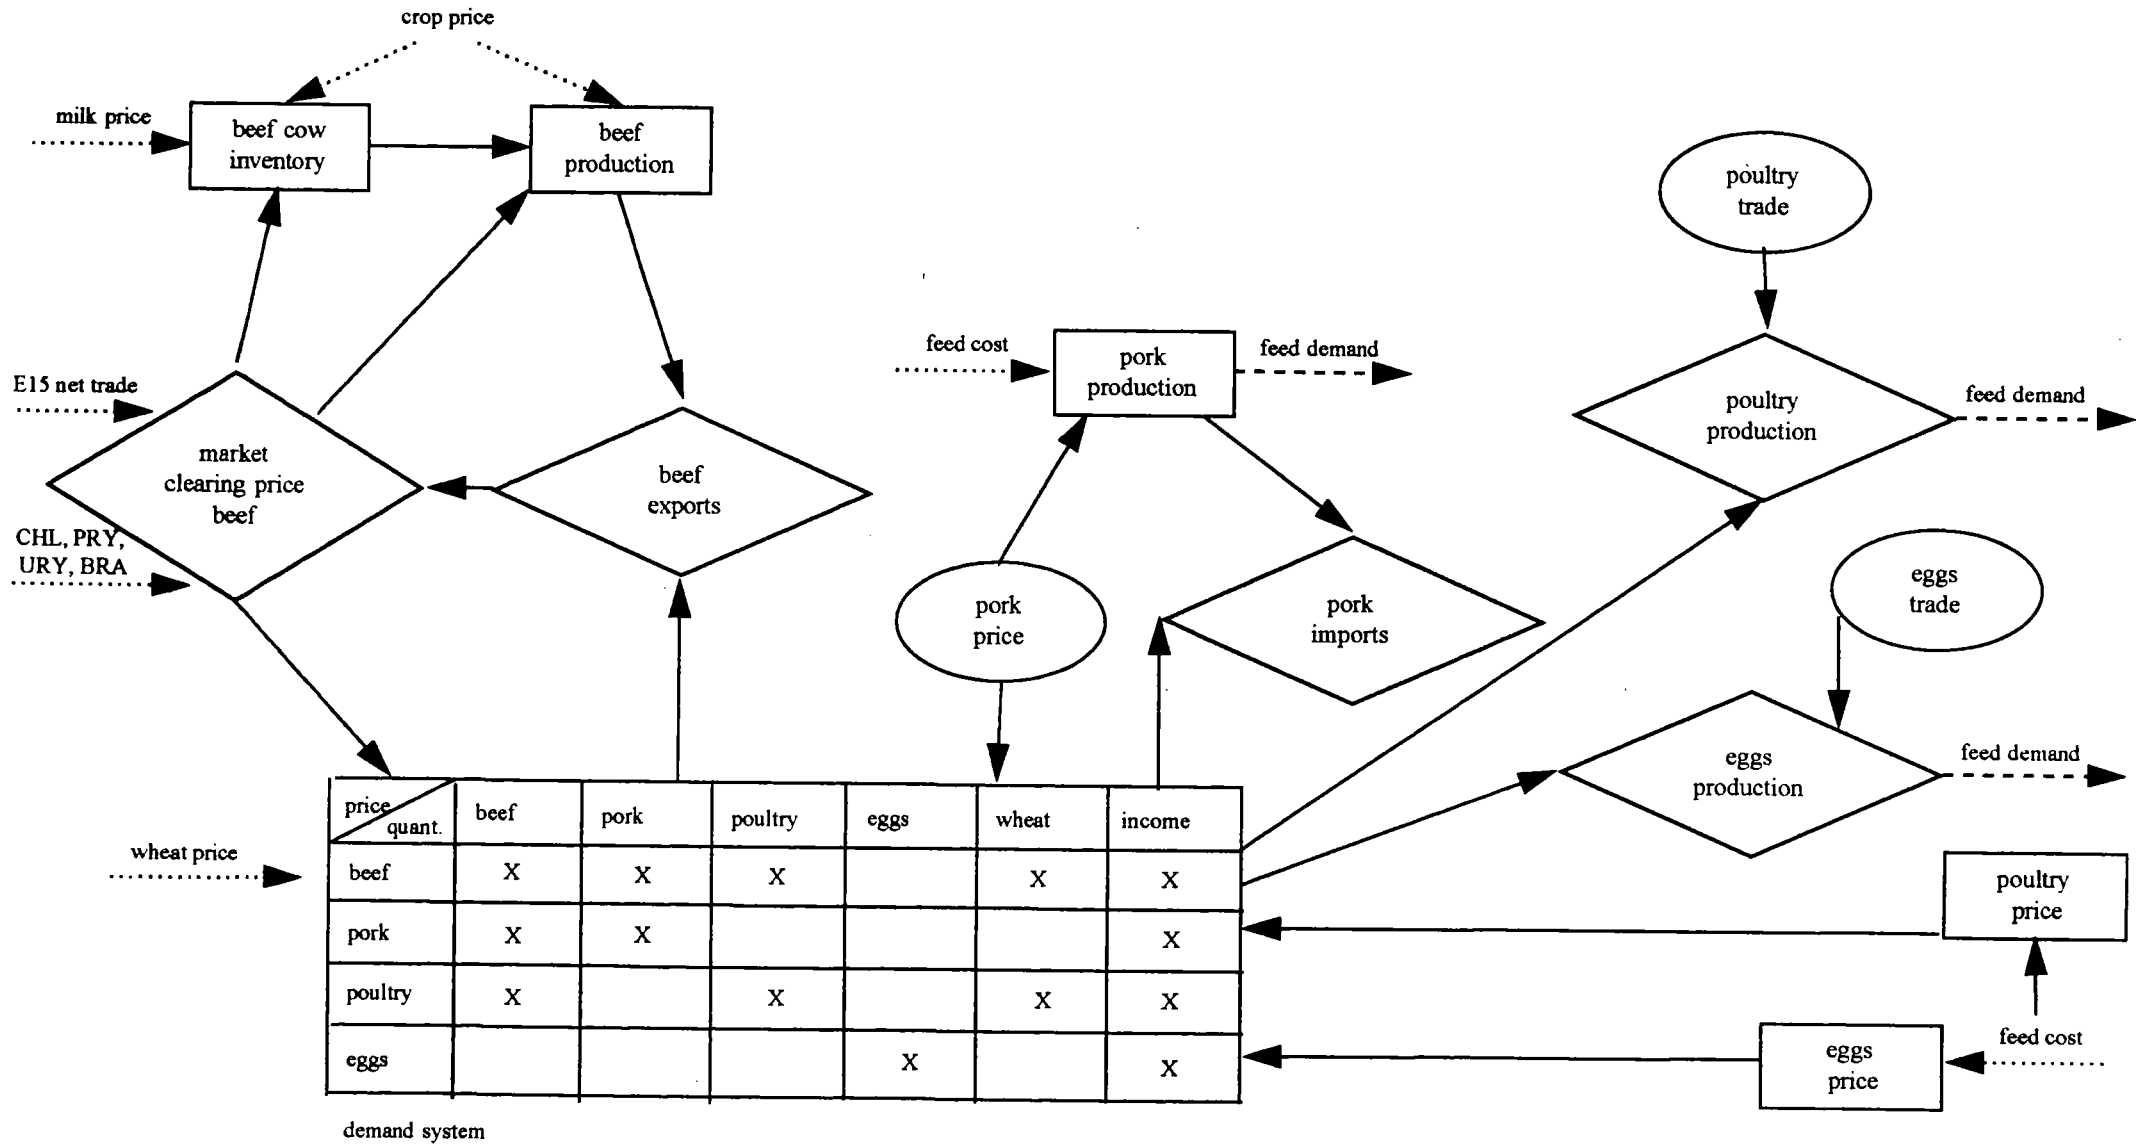 crop price
milk price
beef cow
inventory
beef
production
poultry
trade
feed cost
pork
production
feed demand
E15 net trade
market
clearing price
beef
beef
exports
poultry
production
feed demand
CHL, PRY,
URY, BRA
pork
price
pork
imports
eggs
trade
eggs
production
feed demand
price
quant.
beef
pork
poultry
eggs
wheat
income
wheat price
beef X X X X X
pork X X X
poultry X X X X
eggs X X
poultry
price
feed cost
eggs
price
demand system